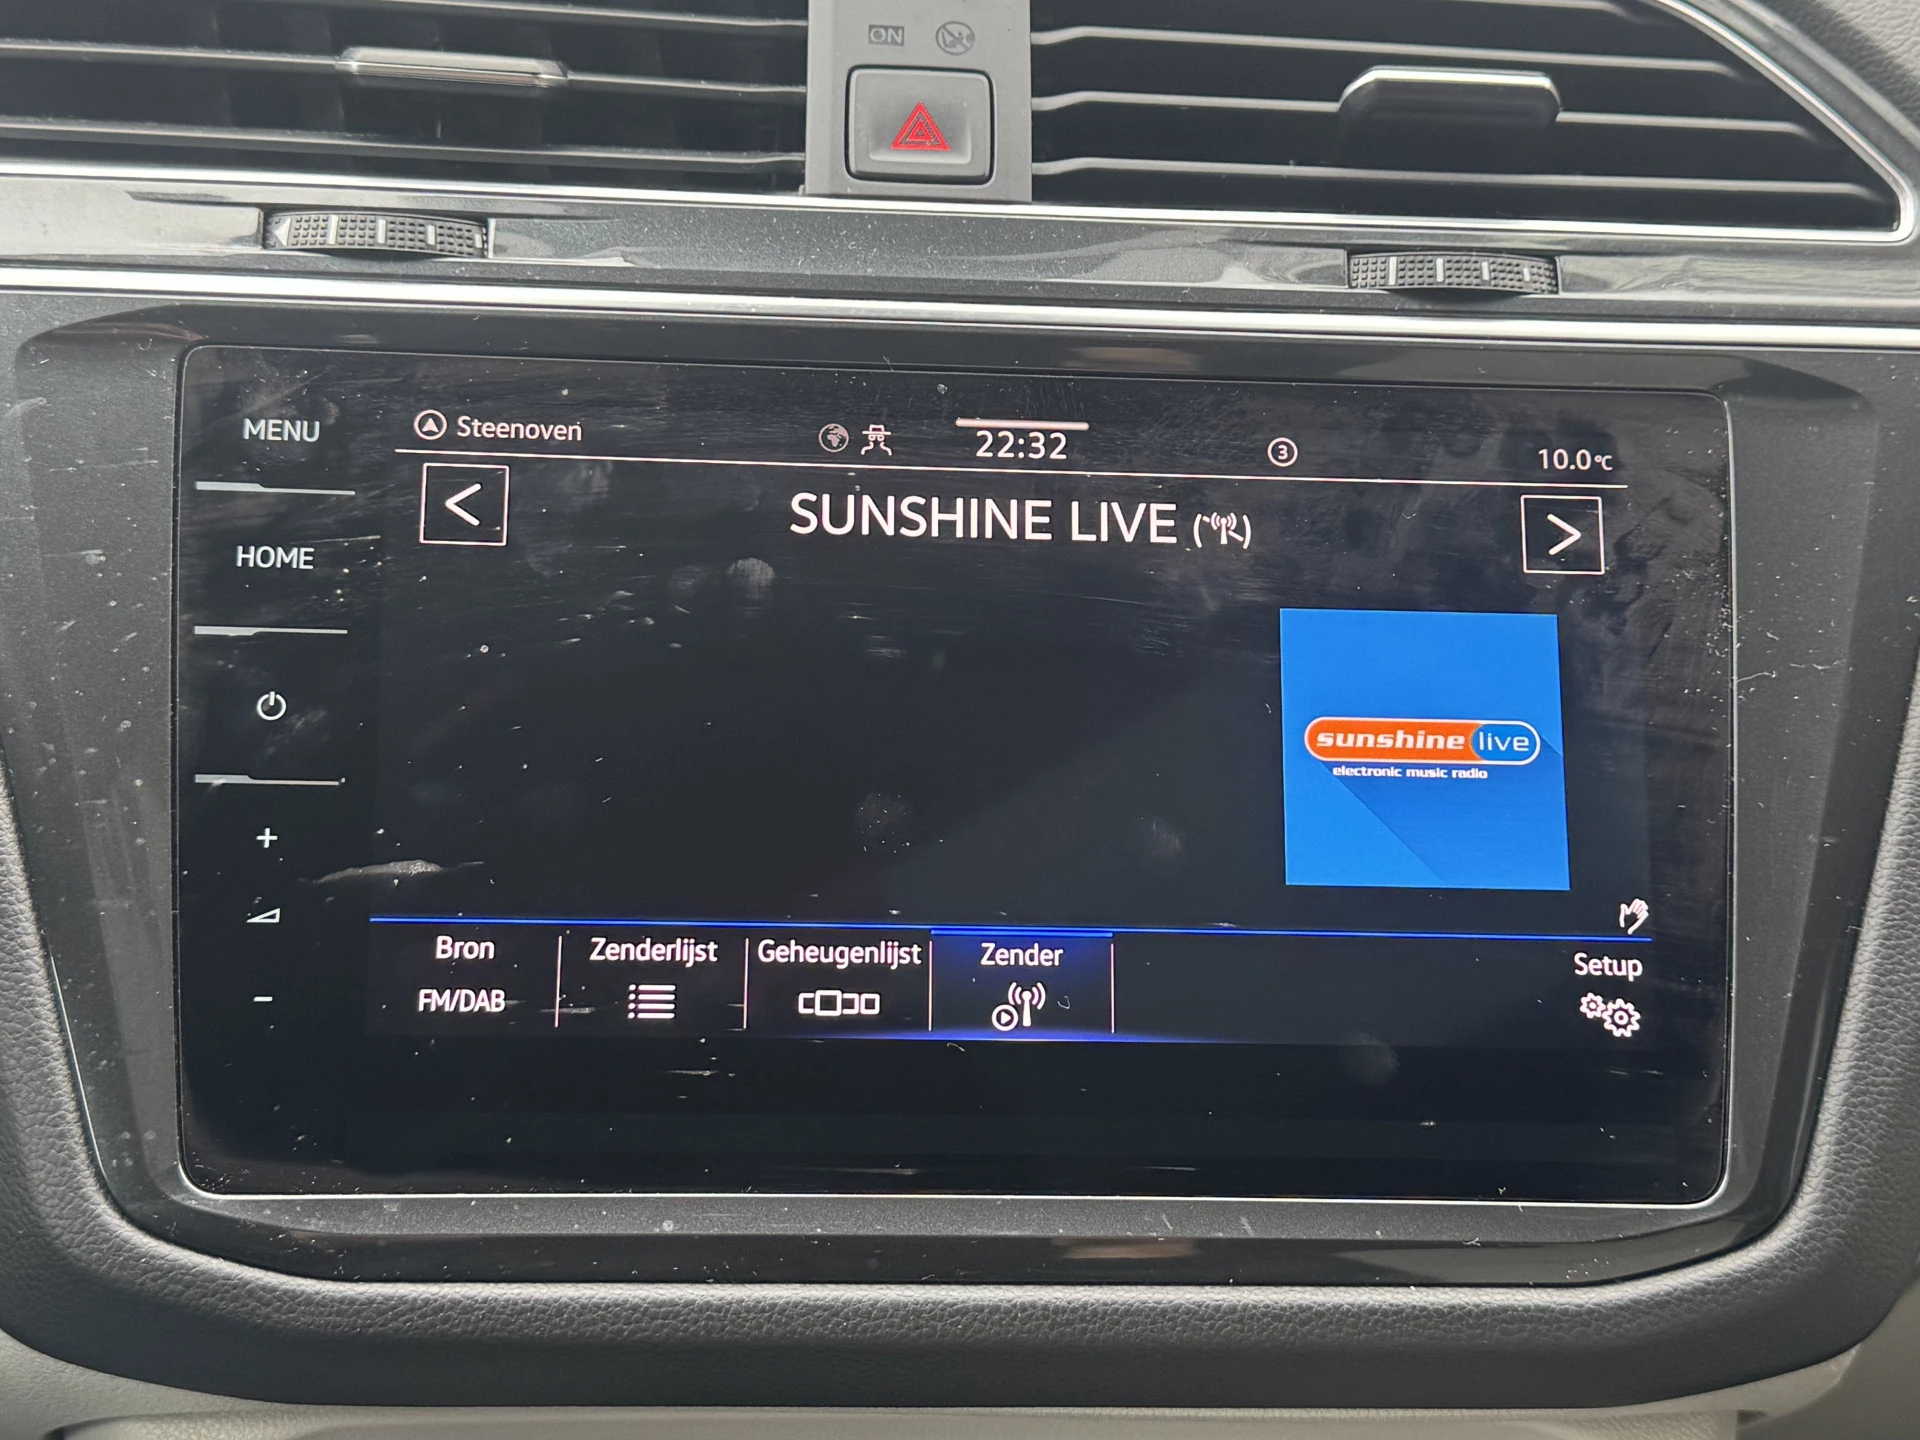 ON
MENU
Steenoven
22:32
3
10.0°C
SUNSHINE LIVE
HOME
sunshine live
electronic music radio
Bron
Zenderlijst
Geheugenlijst
Zender
Setup
FM/DAB